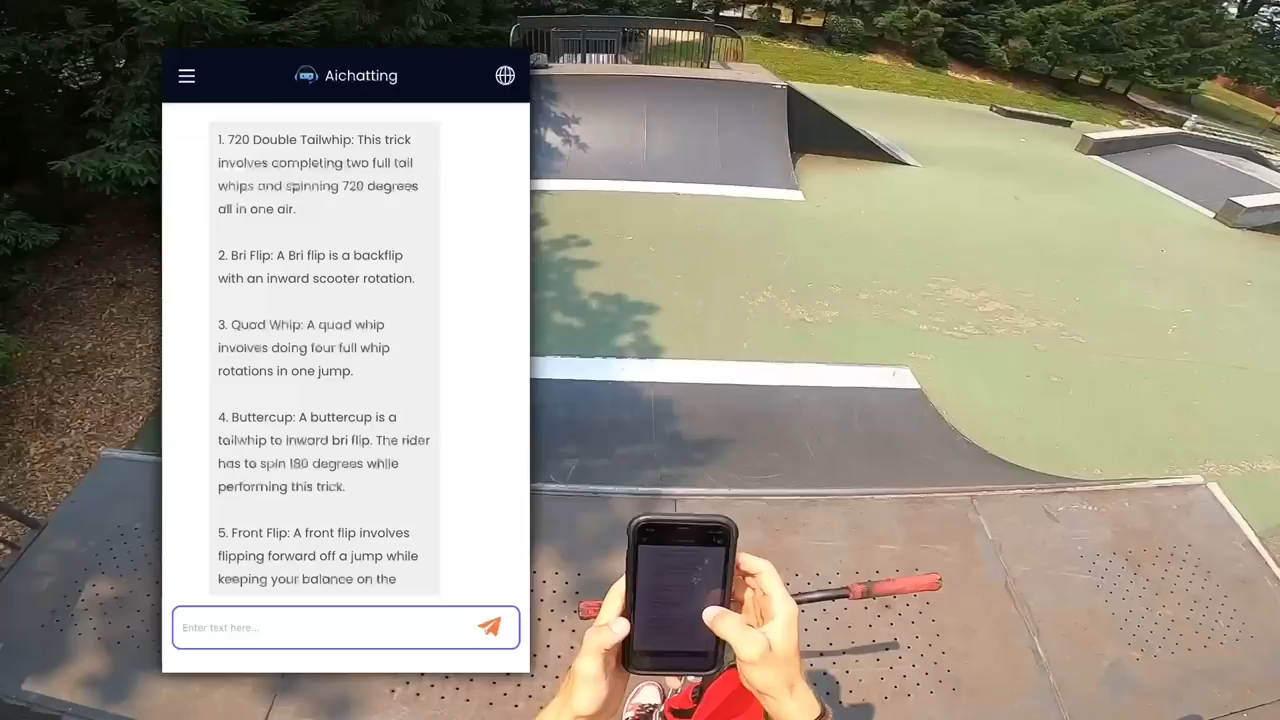 Aichatting
1. 720 Double Tailwhip: This trick
involves completing two full tail
whips and spinning 720 degrees
all in one air.
2. Bri Flip: A Bri flip is a backflip
with an inward scooter rotation.
3. Quad Whip: A quad whip
involves doing four full whip
rotations in one jump.
4. Buttercup: A buttercup is a
tailwhip to inward bri flip. The rider
has to spin 180 degrees while
performing this trick.
5. Front Flip: A front flip involves
flipping forward off a jump while
keeping your balance on the
Enter text here...